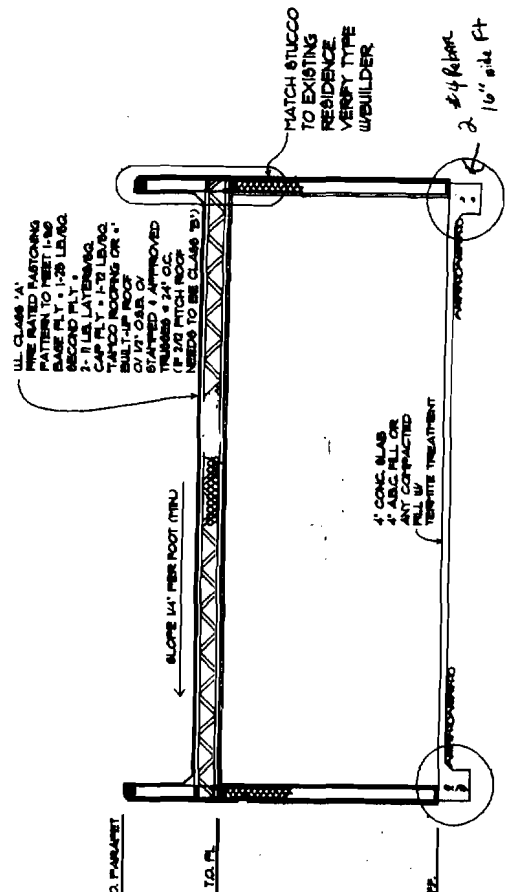 U.L. CLASS 'A'
FIRE RATED FASTONING
PATTERN TO MEET I-90
BASE PLY = 1-28 LB./SQ.
SECOND PLY =
2- 11 LB. LAYERS/SQ.
CAP PLY = 1-72 LB/SQ.
TAMCO ROOFING OR =
BUILT-UP ROOF
O/ 1/2" O.S.B. O/
STAMPED & APPROVED
TRUSSES @ 24" O.C.
(IF 2/12 PITCH ROOF
NEEDS TO BE CLASS 'B')
SLOPE 1/4" PER FOOT (MIN.)
MATCH STUCCO
TO EXISTING
RESIDENCE.
VERIFY TYPE
W/BUILDER
2 #4 Rebar
16" wide Ft
4" CONC. SLAB
4" A.B.C. FILL OR
ANY COMPACTED
FILL W/
TERMITE TREATMENT
O. PARAPET
T.O. PL.
FF.